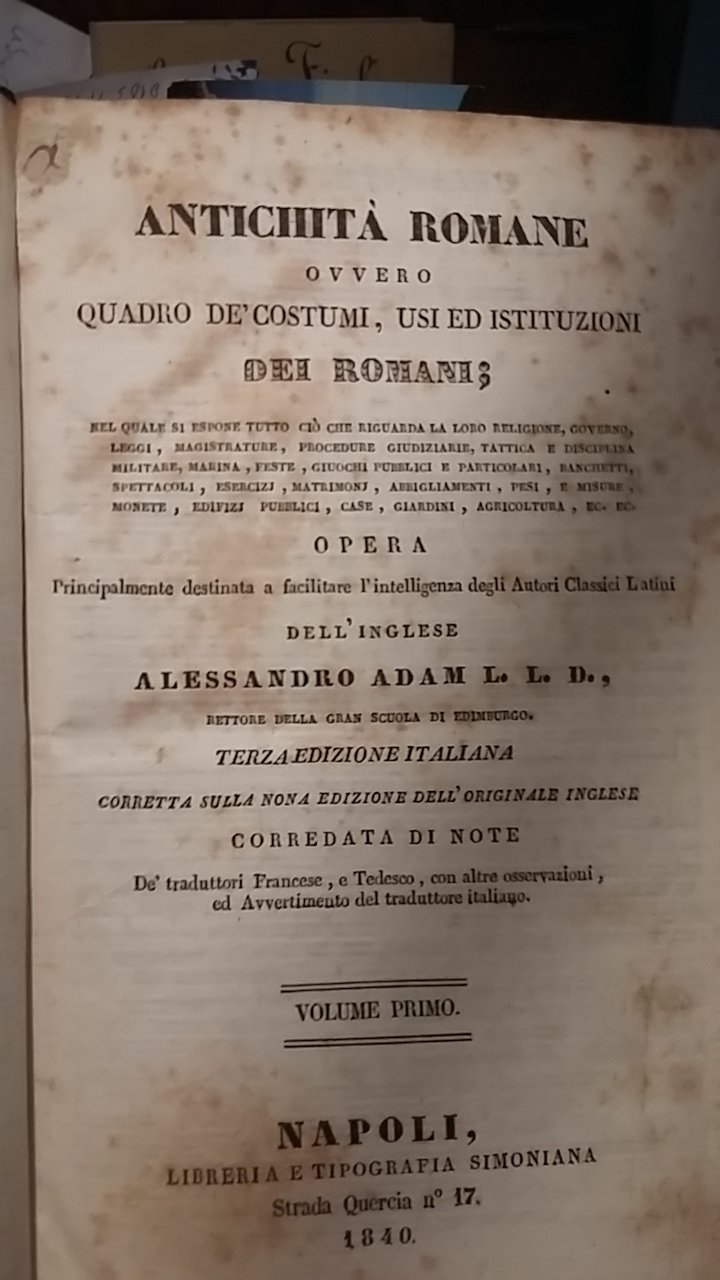 ANTICHITÀ ROMANE
OVVERO
QUADRO DE' COSTUMI, USI ED ISTITUZIONI
DEI ROMANI;
NEL QUALE SI ESPONE TUTTO CIÒ CHE RIGUARDA LA LORO RELIGIONE, GOVERNO,
LEGGI, MAGISTRATURE, PROCEDURE GIUDIZIARIE, TATTICA E DISCIPLINA
MILITARE, MARINA, FESTE, GIUOCHI PUBBLICI E PARTICOLARI, BANCHETTI,
SPETTACOLI, ESERCIZJ, MATRIMONJ, ABBIGLIAMENTI, PESI, E MISURE,
MONETE, EDIFIZJ PUBBLICI, CASE, GIARDINI, AGRICOLTURA, EC. EC.
OPERA
Principalmente destinata a facilitare l'intelligenza degli Autori Classici Latini
DELL'INGLESE
ALESSANDRO ADAM L. L. D.,
RETTORE DELLA GRAN SCUOLA DI EDIMBURGO.
TERZA EDIZIONE ITALIANA
CORRETTA SULLA NONA EDIZIONE DELL'ORIGINALE INGLESE
CORREDATA DI NOTE
De' traduttori Francese, e Tedesco, con altre osservazioni,
ed Avvertimento del traduttore italiano.
VOLUME PRIMO.
NAPOLI,
LIBRERIA E TIPOGRAFIA SIMONIANA
Strada Quercia nº 17.
1840.